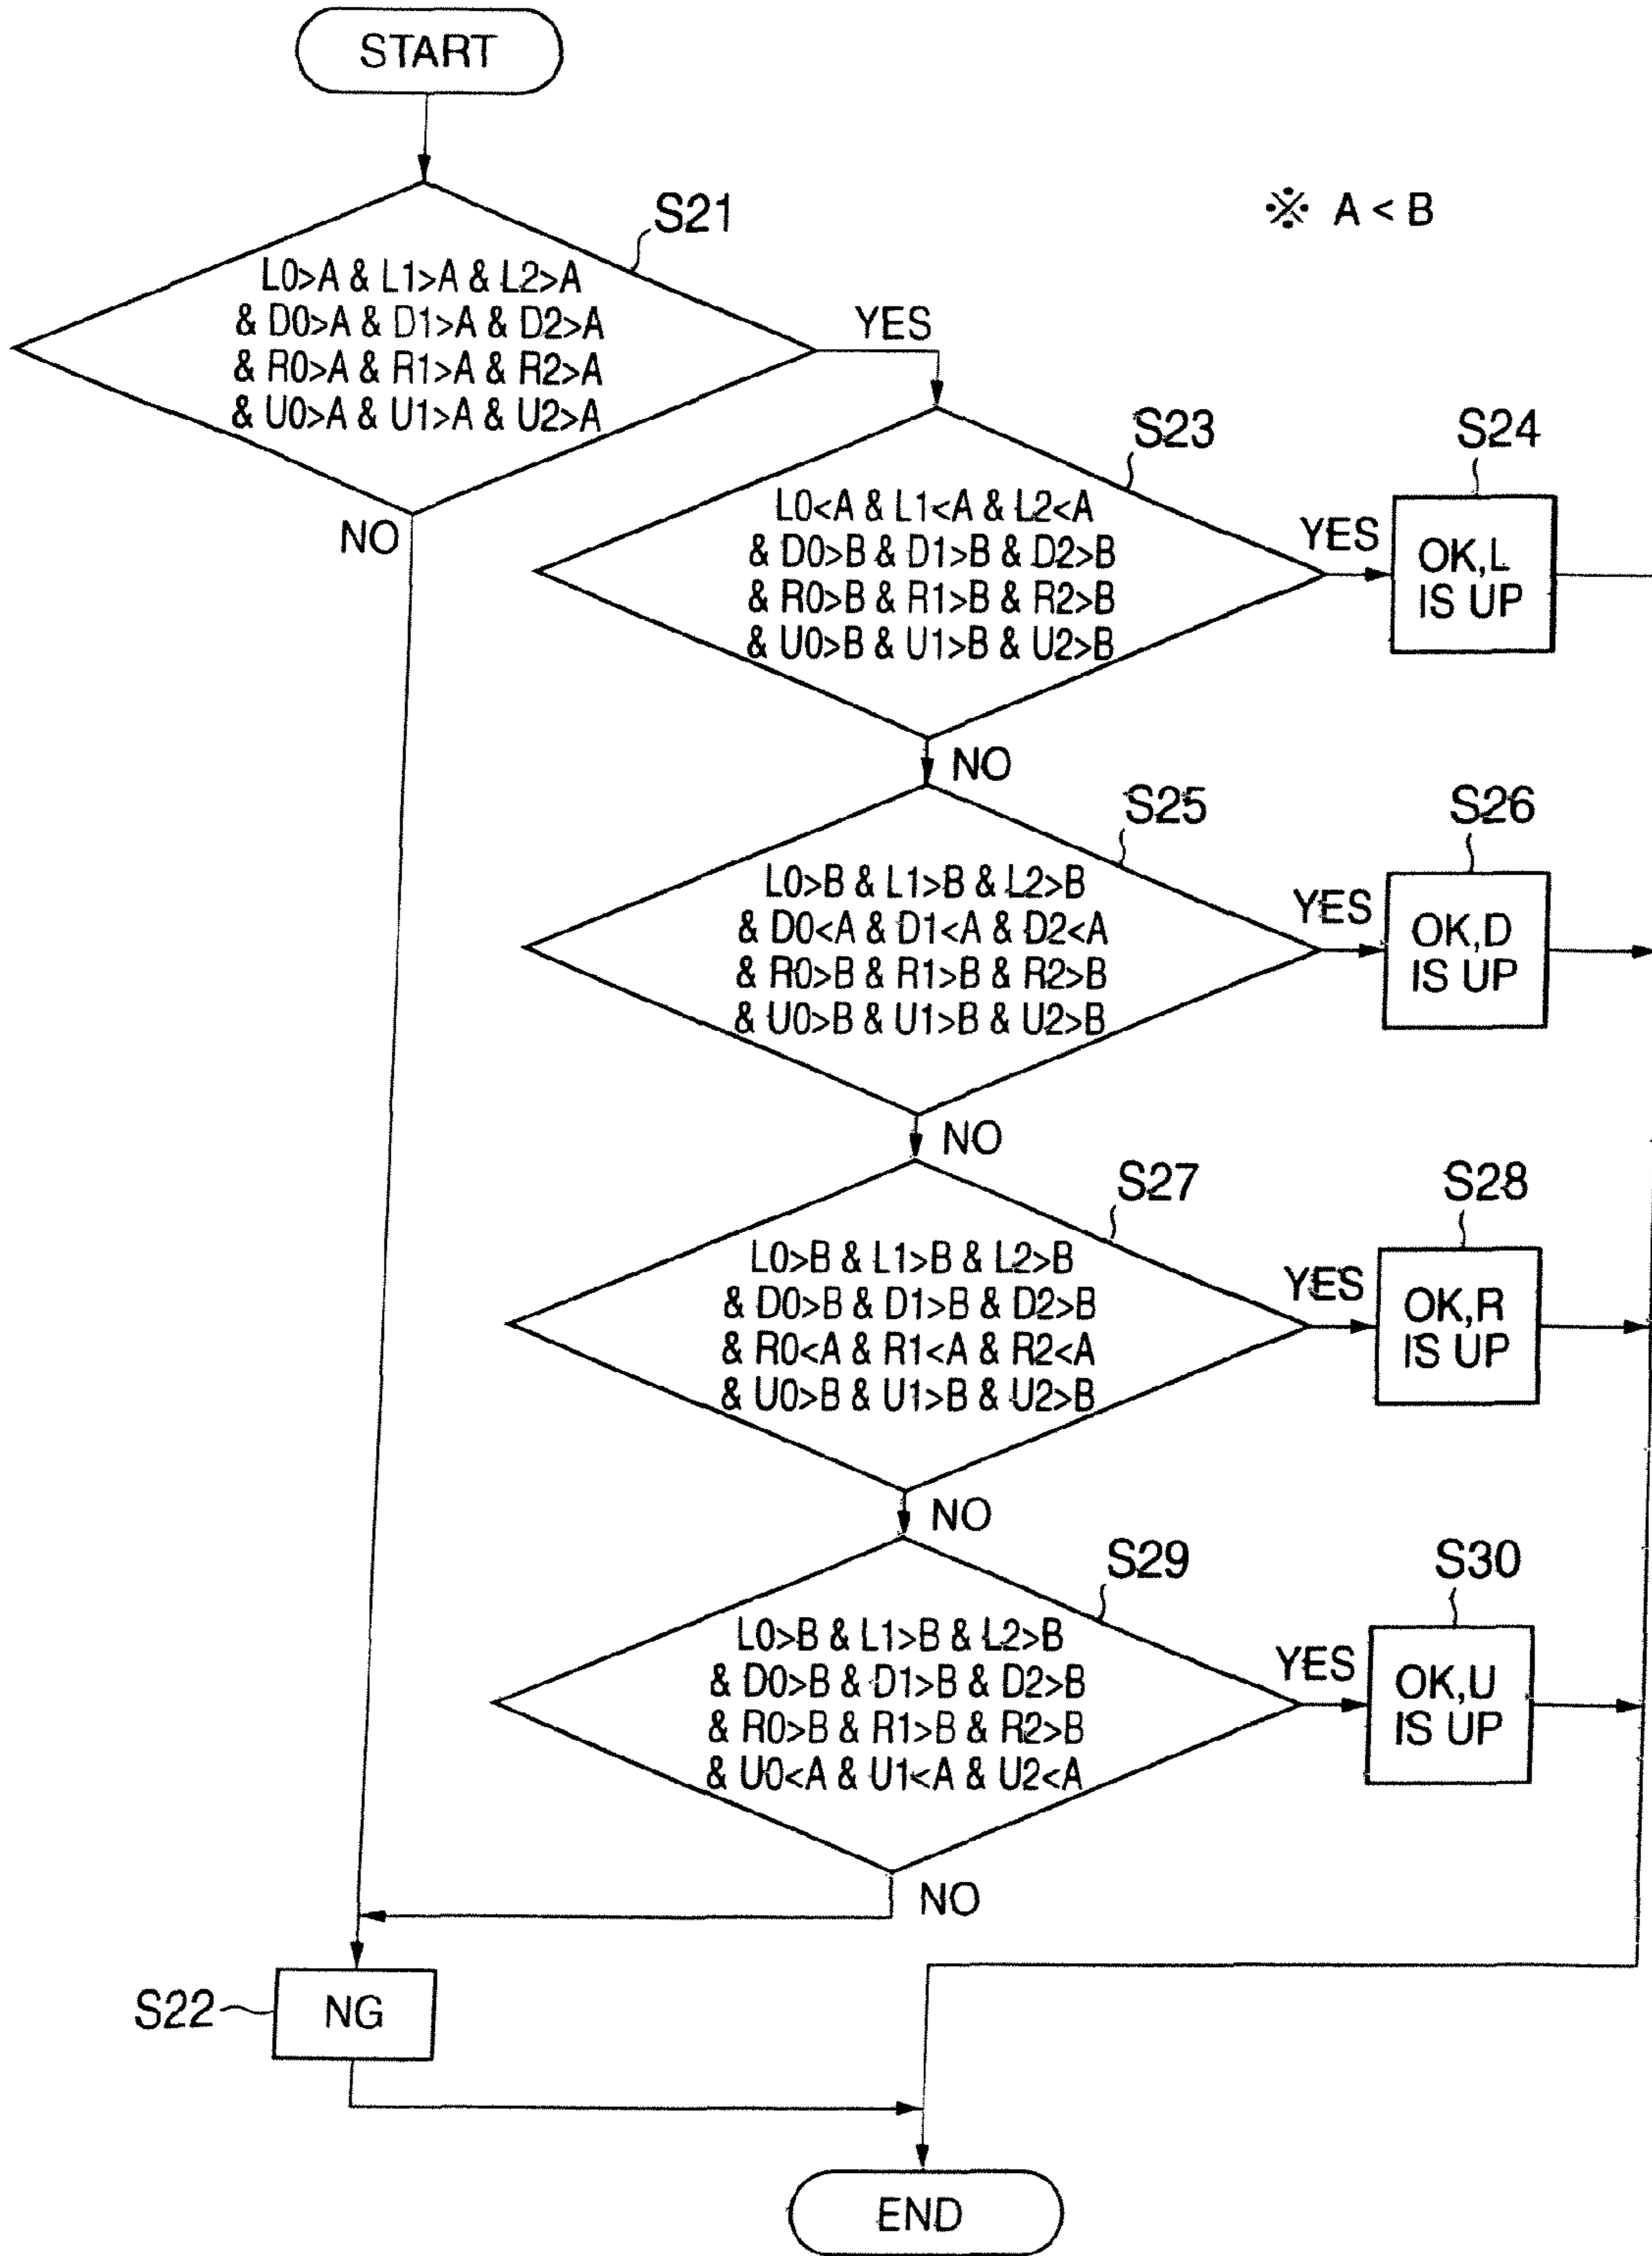 START
S21
※ A < B
L0>A & L1>A & L2>A
& D0>A & D1>A & D2>A
& R0>A & R1>A & R2>A
& U0>A & U1>A & U2>A
YES
NO
S23
L0<A & L1<A & L2<A
& D0>B & D1>B & D2>B
& R0>B & R1>B & R2>B
& U0>B & U1>B & U2>B
YES
S24
OK,L
IS UP
NO
S25
L0>B & L1>B & L2>B
& D0<A & D1<A & D2<A
& R0>B & R1>B & R2>B
& U0>B & U1>B & U2>B
YES
S26
OK,D
IS UP
NO
S27
L0>B & L1>B & L2>B
& D0>B & D1>B & D2>B
& R0<A & R1<A & R2<A
& U0>B & U1>B & U2>B
YES
S28
OK,R
IS UP
NO
S29
L0>B & L1>B & L2>B
& D0>B & D1>B & D2>B
& R0>B & R1>B & R2>B
& U0<A & U1<A & U2<A
YES
S30
OK,U
IS UP
NO
S22
NG
END